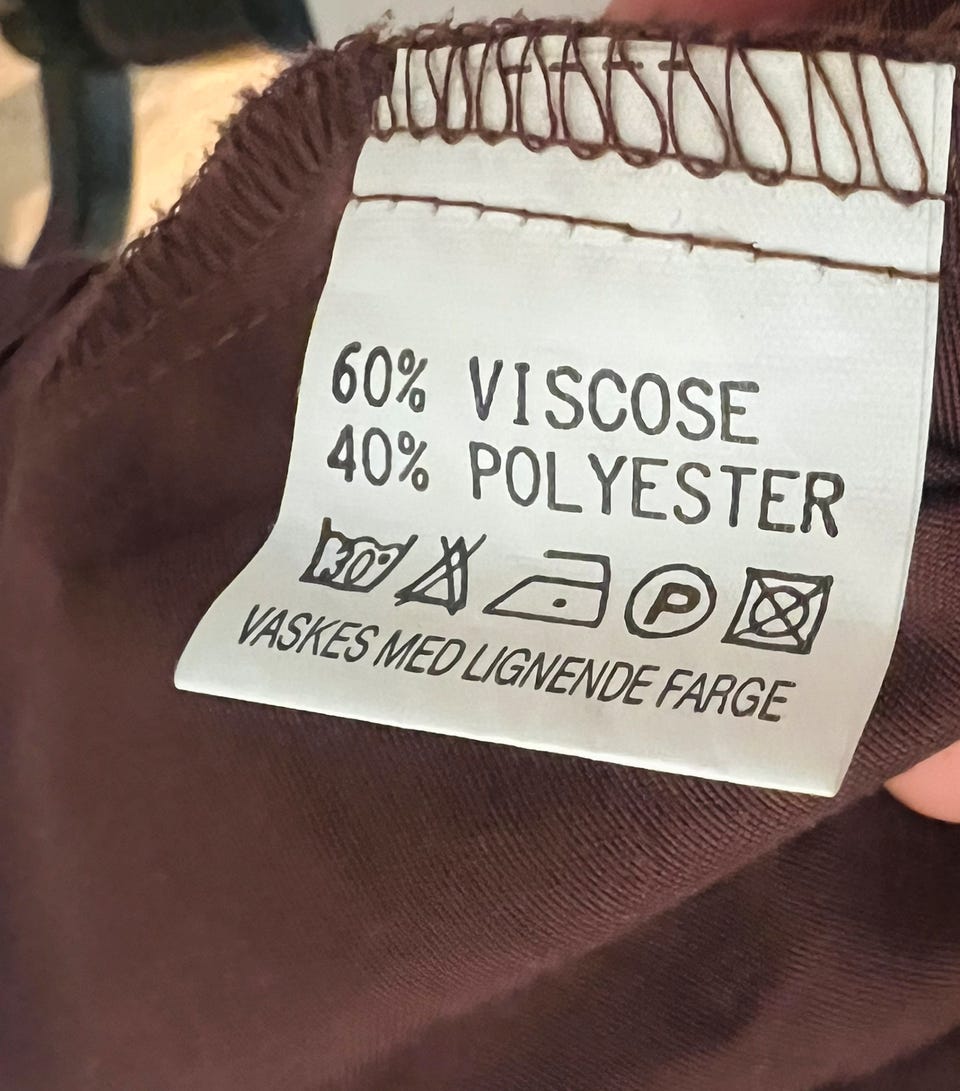 60% VISCOSE
40% POLYESTER
30° P
VASKES MED LIGNENDE FARGE